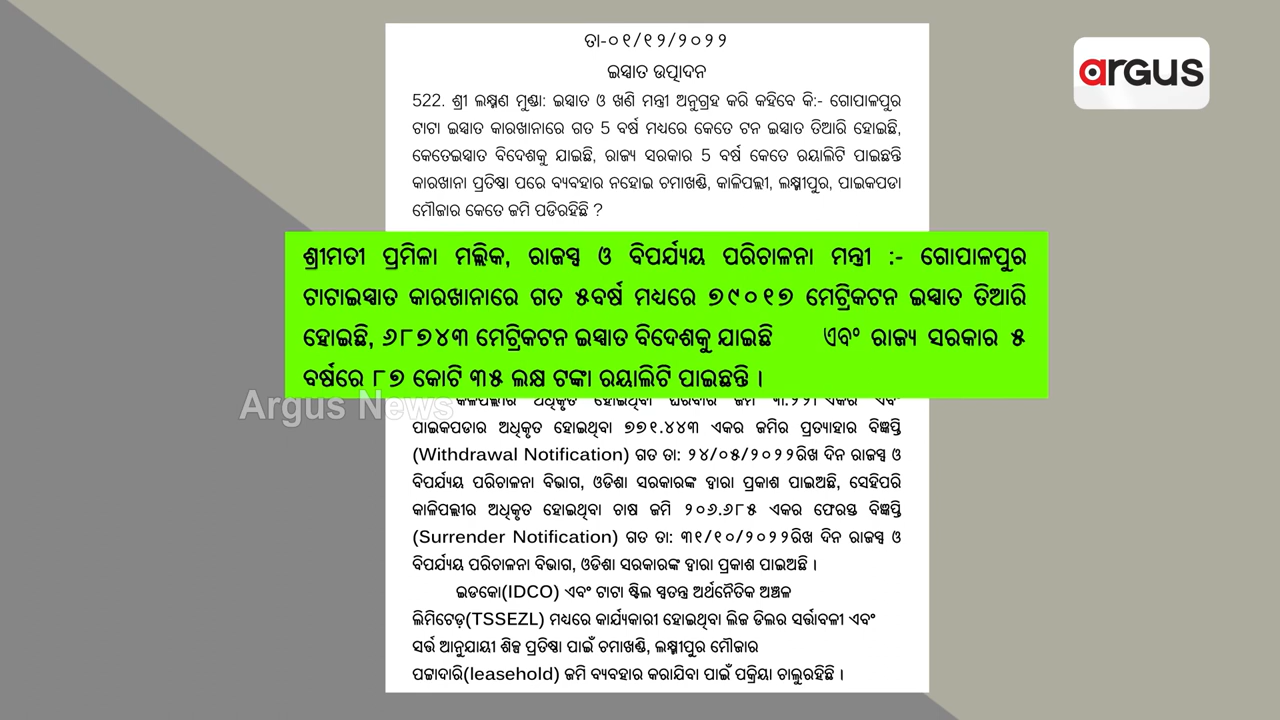 ତା-୦୧/୧୨/୨୦୨୨
argus
ଇସ୍ପାତ ଉତ୍ପାଦନ
522. ଶ୍ରୀ ଲକ୍ଷ୍ମଣ ମୁଣ୍ଡା: ଇସ୍ପାତ ଓ ଖଣି ମନ୍ତ୍ରୀ ଅନୁଗ୍ରହ କରି କହିବେ କି:- ଗୋପାଳପୁର
ଟାଟା ଇସ୍ପାତ କାରଖାନାରେ ଗତ 5 ବର୍ଷ ମଧ୍ୟରେ କେତେ ଟନ ଇସ୍ପାତ ତିଆରି ହୋଇଛି,
କେତେଇସ୍ପାତ ବିଦେଶକୁ ଯାଇଛି, ରାଜ୍ୟ ସରକାର 5 ବର୍ଷ କେତେ ରୟାଲିଟି ପାଇଛନ୍ତି
କାରଖାନା ପ୍ରତିଷ୍ଠା ପରେ ବ୍ୟବହାର ନହୋଇ ଚମାଖଣ୍ଡି, କାଳିପଲ୍ଲୀ, ଲକ୍ଷ୍ମୀପୁର, ପାଇକପଡା
ମୌଜାର କେତେ ଜମି ପଡିରହିଛି ?
ଶ୍ରୀମତୀ ପ୍ରମିଳା ମଲ୍ଲିକ, ରାଜସ୍ୱ ଓ ବିପର୍ଯ୍ୟୟ ପରିଚାଳନା ମନ୍ତ୍ରୀ :- ଗୋପାଳପୁର
ଟାଟାଇସ୍ପାତ କାରଖାନାରେ ଗତ ୫ବର୍ଷ ମଧ୍ୟରେ ୭୯୦୧୭ ମେଟ୍ରିକଟନ ଇସ୍ପାତ ତିଆରି
ହୋଇଛି, ୬୮୭୪୩ ମେଟ୍ରିକଟନ ଇସ୍ପାତ ବିଦେଶକୁ ଯାଇଛି ଏବଂ ରାଜ୍ୟ ସରକାର ୫
ବର୍ଷରେ ୮୭ କୋଟି ୩୫ ଲକ୍ଷ ଟଙ୍କା ରୟାଲିଟି ପାଇଛନ୍ତି ।
Argus News
ଅଧିକୃତ ହୋଇଥିବା ଘରବାରି ଜମି ଏକର ଏବଂ
ପାଇକପଡାର ଅଧିକୃତ ହୋଇଥିବା ୭୭୧.୪୪୩ ଏକର ଜମିର ପ୍ରତ୍ୟାହାର ବିଜ୍ଞପ୍ତି
(Withdrawal Notification) ଗତ ତା: ୨୪/୦୫/୨୦୨୨ରିଖ ଦିନ ରାଜସ୍ୱ ଓ
ବିପର୍ଯ୍ୟୟ ପରିଚାଳନା ବିଭାଗ, ଓଡିଶା ସରକାରଙ୍କ ଦ୍ୱାରା ପ୍ରକାଶ ପାଇଅଛି, ସେହିପରି
କାଳିପଲ୍ଲୀର ଅଧିକୃତ ହୋଇଥିବା ଚାଷ ଜମି ୨୦୬.୬୮୫ ଏକର ଫେରସ୍ତ ବିଜ୍ଞପ୍ତି
(Surrender Notification) ଗତ ତା: ୩୧/୧୦/୨୦୨୨ରିଖ ଦିନ ରାଜସ୍ୱ ଓ
ବିପର୍ଯ୍ୟୟ ପରିଚାଳନା ବିଭାଗ, ଓଡିଶା ସରକାରଙ୍କ ଦ୍ୱାରା ପ୍ରକାଶ ପାଇଅଛି ।
ଇଡକୋ(IDCO) ଏବଂ ଟାଟା ଷ୍ଟିଲ ସ୍ୱତନ୍ତ୍ର ଅର୍ଥନୈତିକ ଅଞ୍ଚଳ
ଲିମିଟେଡ଼(TSSEZL) ମଧ୍ୟରେ କାର୍ଯ୍ୟକାରୀ ହୋଇଥିବା ଲିଜ ଡିଲର ସର୍ତ୍ତାବଳୀ ଏବଂ
ସର୍ତ୍ତ ଆନୁଯାୟୀ ଶିଳ୍ପ ପ୍ରତିଷ୍ଠା ପାଇଁ ଚମାଖଣ୍ଡି, ଲକ୍ଷ୍ମୀପୁର ମୌଜାର
ପଟ୍ଟାଦାରି(leasehold) ଜମି ବ୍ୟବହାର କରାଯିବା ପାଇଁ ପକ୍ରିୟା ଚାଲୁରହିଛି ।